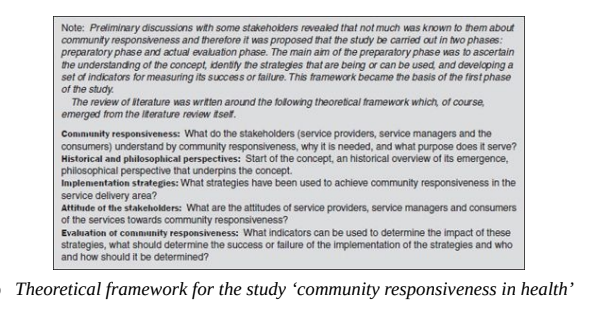 Note: Preliminary discussions with some stakeholders revealed that not much was known to them about
community responsiveness and therefore it was proposed that the study be carried out in two phases:
preparatory phase and actual evaluation phase. The main aim of the preparatory phase was to ascertain
the understanding of the concept, identify the strategies that are being or can be used, and developing a
set of indicators for measuring its success or failure. This framework became the basis of the first phase
of the study.
The review of literature was written around the following theoretical framework which, of course,
emerged from the literature review itself.
Community responsiveness: What do the stakeholders (service providers, service managers and the
consumers) understand by community responsiveness, why it is needed, and what purpose does it serve?
Historical and philosophical perspectives: Start of the concept, an historical overview of its emergence,
philosophical perspective that underpins the concept.
Implementation strategies: What strategies have been used to achieve community responsiveness in the
service delivery area?
Attitude of the stakeholders: What are the attitudes of service providers, service managers and consumers
of the services towards community responsiveness?
Evaluation of community responsiveness: What indicators can be used to determine the impact of these
strategies, what should determine the success or failure of the implementation of the strategies and who
and how should it be determined?
Theoretical framework for the study ‘community responsiveness in health’